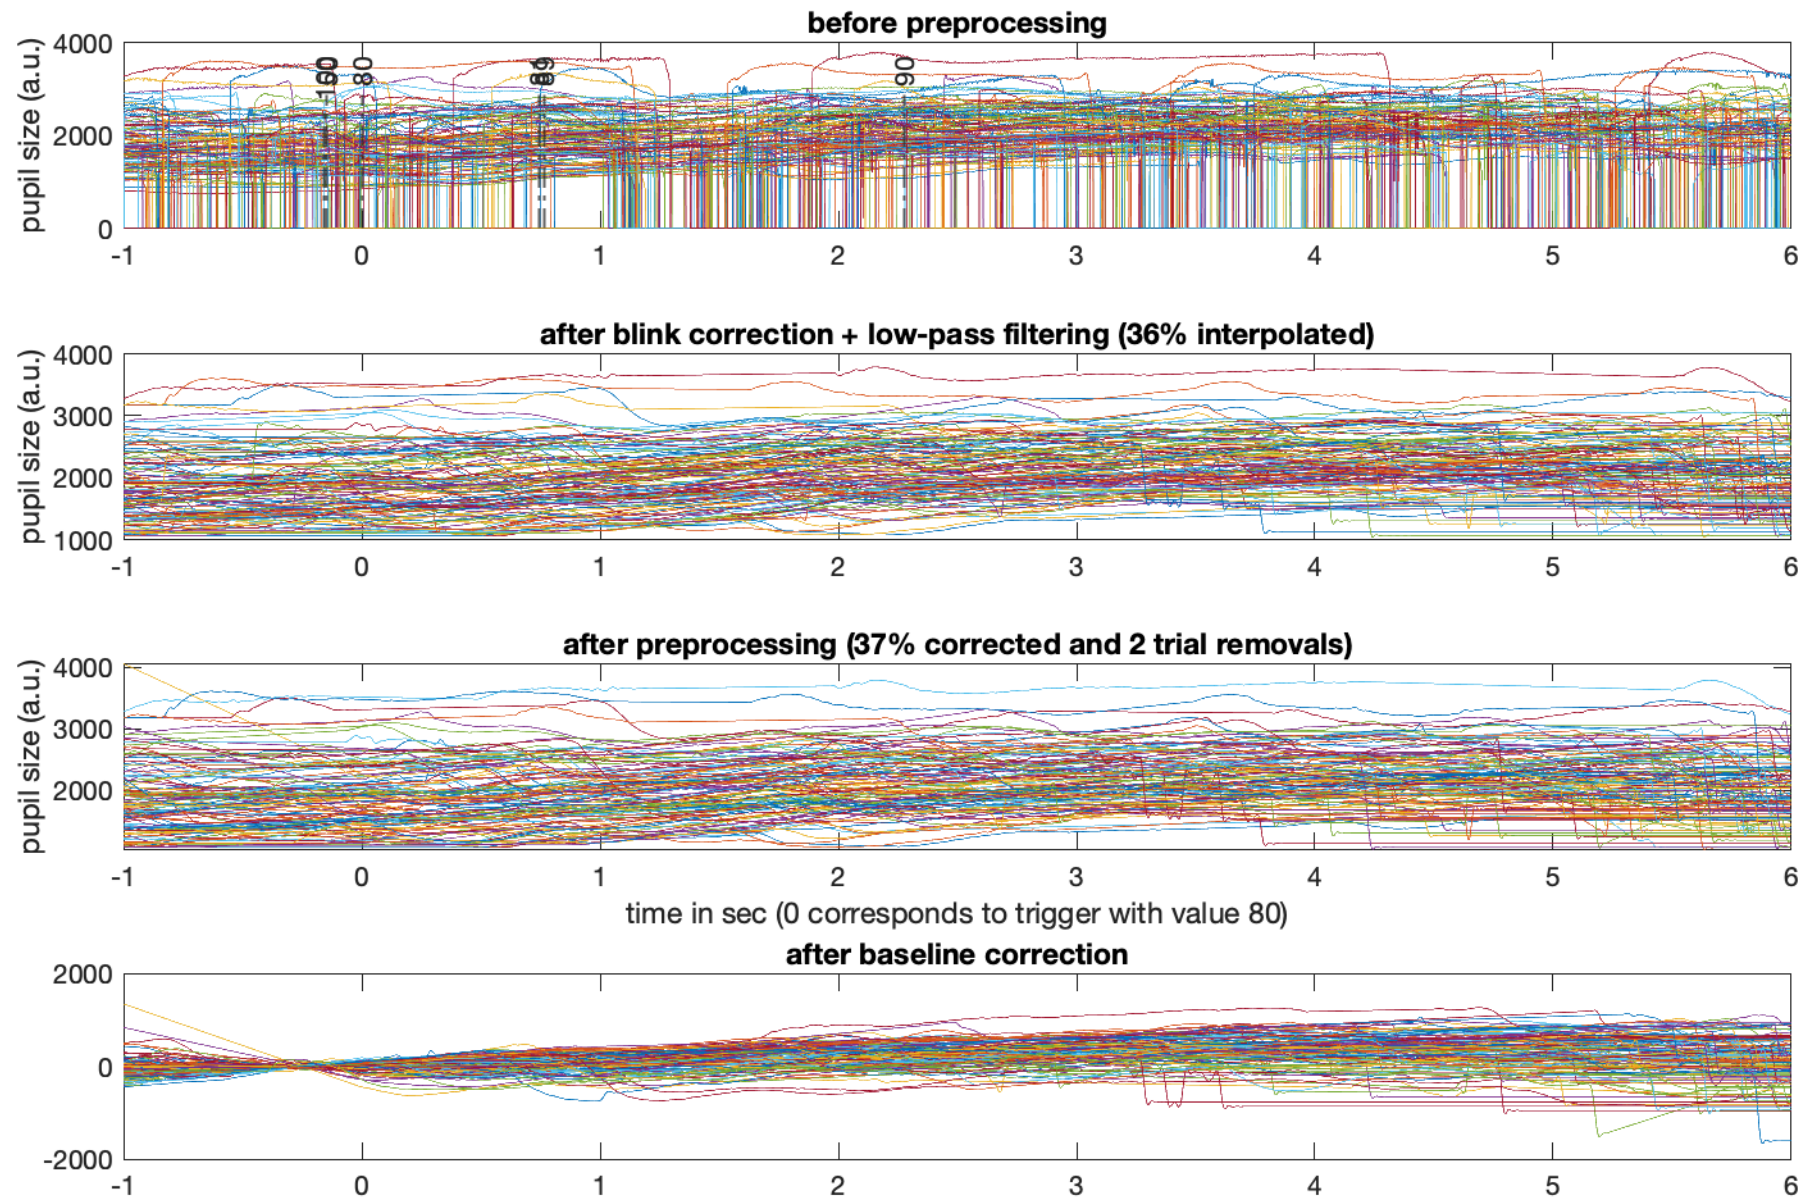 before preprocessing
pupil size (a.u.)
4000
2000
0
80
90
-1 0 1 2 3 4 5 6
after blink correction + low-pass filtering (36% interpolated)
pupil size (a.u.)
4000
3000
2000
1000
-1 0 1 2 3 4 5 6
after preprocessing (37% corrected and 2 trial removals)
pupil size (a.u.)
4000
3000
2000
-1 0 1 2 3 4 5 6
time in sec (0 corresponds to trigger with value 80)
after baseline correction
2000
0
-2000
-1 0 1 2 3 4 5 6